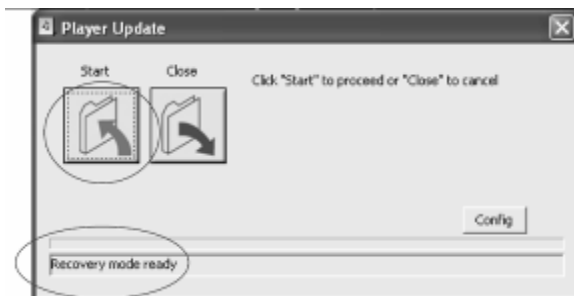 Player Update
Start Close
Click "Start" to proceed or "Close" to cancel
Config
Recovery mode ready